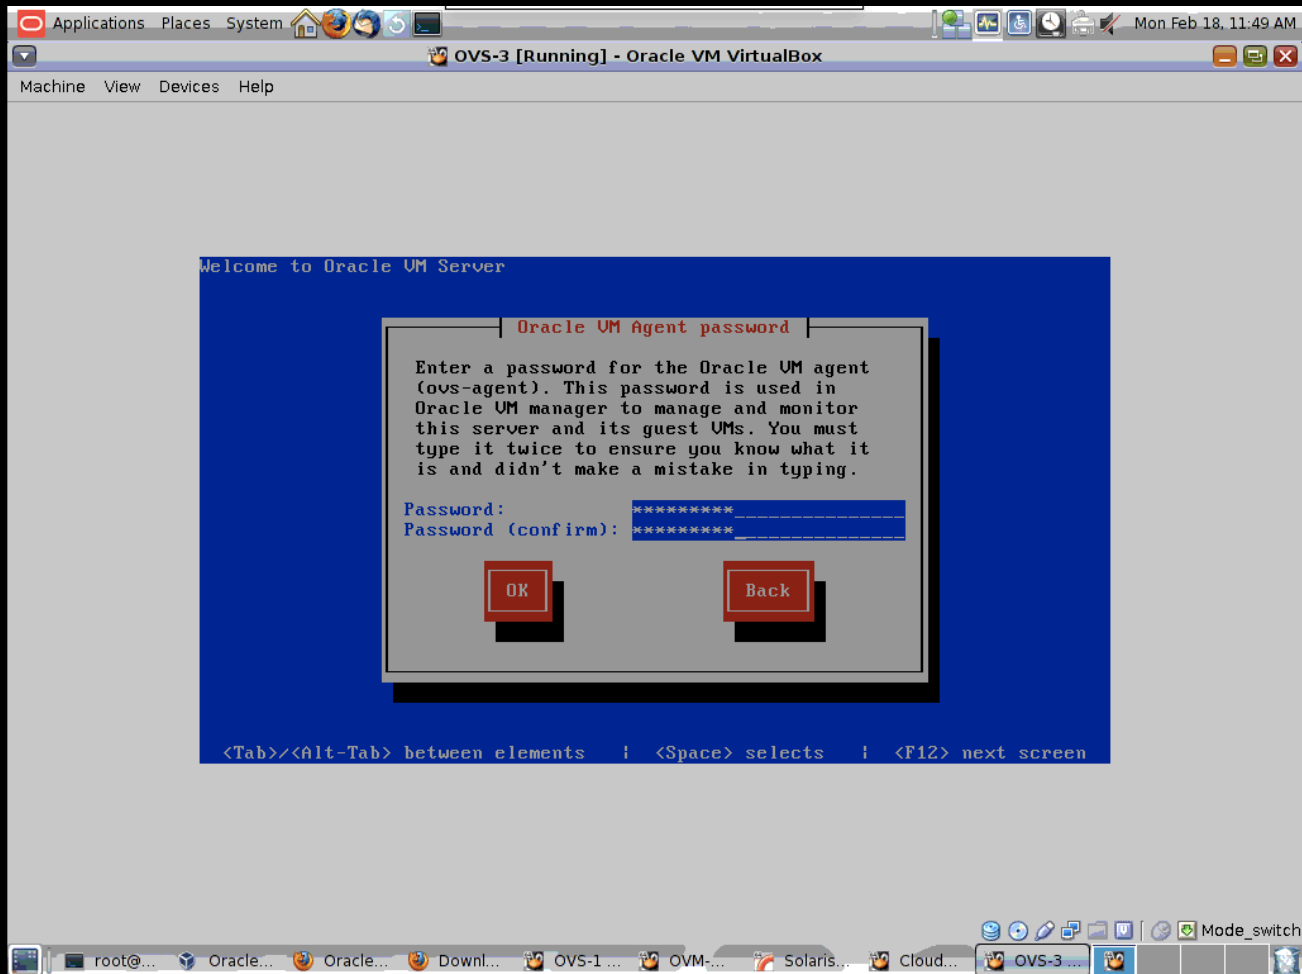 Applications Places System Mon Feb 18, 11:49 AM
OVS-3 [Running] - Oracle VM VirtualBox
Machine View Devices Help
Welcome to Oracle VM Server
Oracle VM Agent password
Enter a password for the Oracle VM agent
(ovs-agent). This password is used in
Oracle VM manager to manage and monitor
this server and its guest VMs. You must
type it twice to ensure you know what it
is and didn't make a mistake in typing.
Password: *********_______________
Password (confirm): *********_______________
OK Back
<Tab>/<Alt-Tab> between elements | <Space> selects | <F12> next screen
Mode_switch
root@... Oracle... Oracle... Downl... OVS-1 ... OVM-... Solaris... Cloud... OVS-3 ...